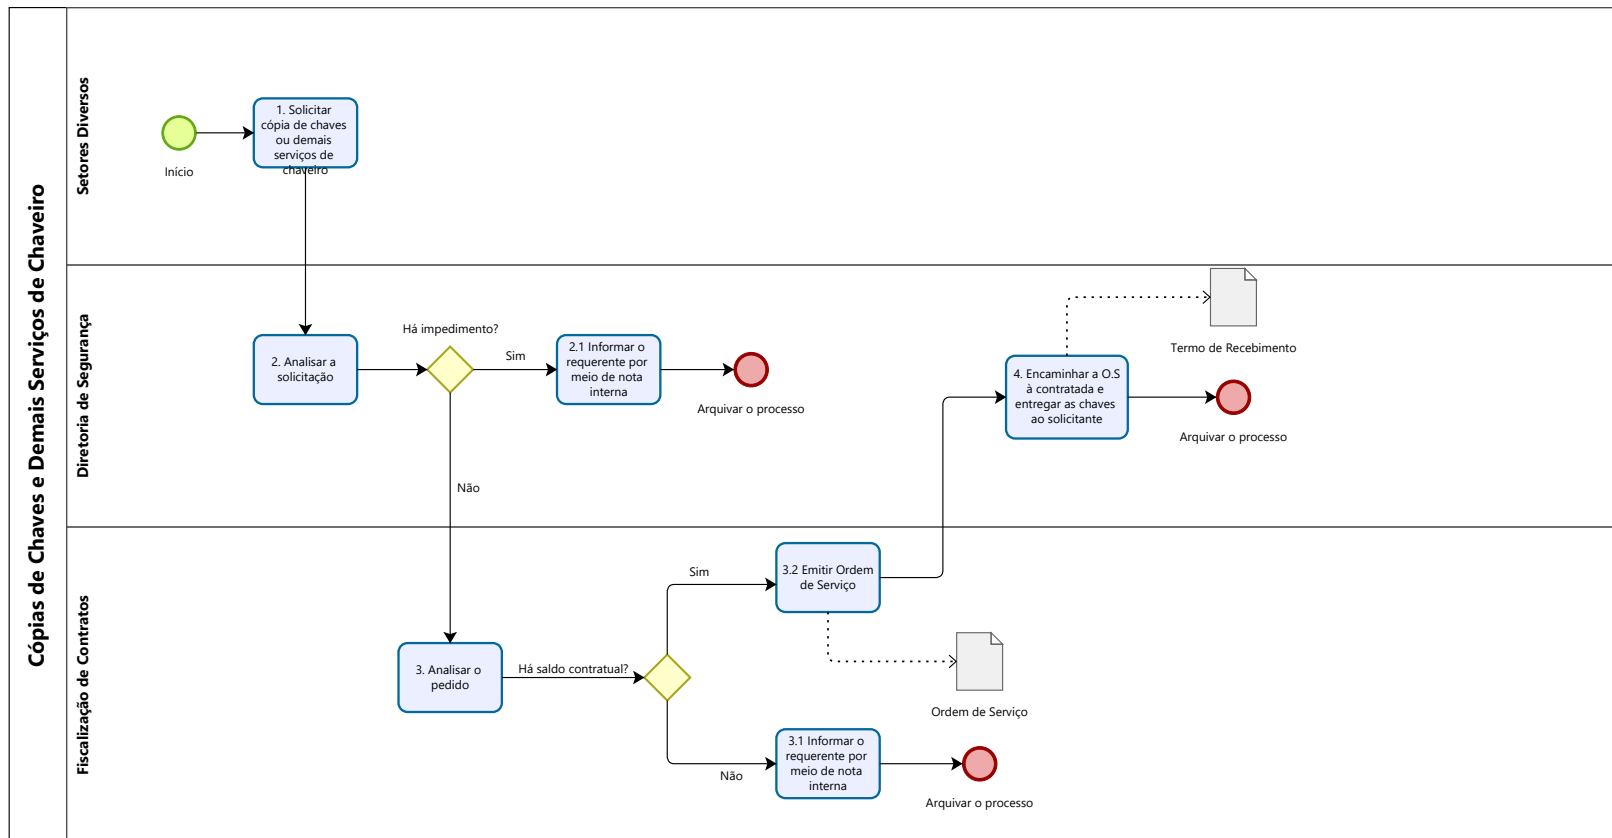 Cópias de Chaves e Demais Serviços de Chaveiro
Setores Diversos
Início
1. Solicitar
cópia de chaves
ou demais
serviços de
chaveiro
Diretoria de Segurança
2. Analisar a
solicitação
Há impedimento?
Sim
Não
2.1 Informar o
requerente por
meio de nota
interna
Arquivar o processo
4. Encaminhar a O.S
à contratada e
entregar as chaves
ao solicitante
Termo de Recebimento
Arquivar o processo
Fiscalização de Contratos
3. Analisar o
pedido
Há saldo contratual?
Sim
Não
3.2 Emitir Ordem
de Serviço
Ordem de Serviço
3.1 Informar o
requerente por
meio de nota
interna
Arquivar o processo